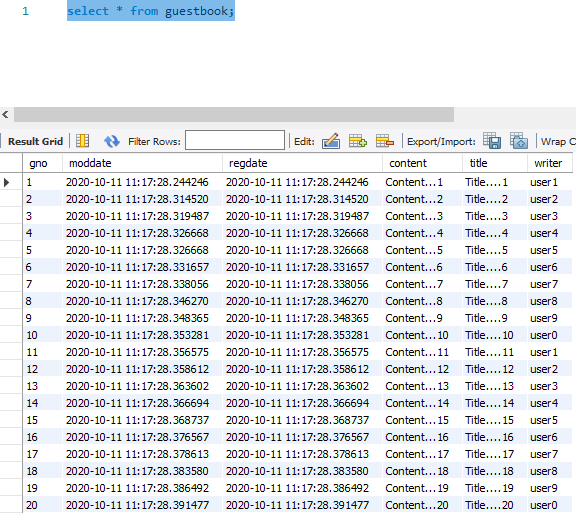 1 select * from guestbook;
Result Grid Filter Rows: Edit: Export/Import: Wrap C
gno moddate regdate content title writer
1 2020-10-11 11:17:28.244246 2020-10-11 11:17:28.244246 Content...1 Title....1 user1
2 2020-10-11 11:17:28.314520 2020-10-11 11:17:28.314520 Content...2 Title....2 user2
3 2020-10-11 11:17:28.319487 2020-10-11 11:17:28.319487 Content...3 Title....3 user3
4 2020-10-11 11:17:28.326668 2020-10-11 11:17:28.326668 Content...4 Title....4 user4
5 2020-10-11 11:17:28.326668 2020-10-11 11:17:28.326668 Content...5 Title....5 user5
6 2020-10-11 11:17:28.331657 2020-10-11 11:17:28.331657 Content...6 Title....6 user6
7 2020-10-11 11:17:28.338056 2020-10-11 11:17:28.338056 Content...7 Title....7 user7
8 2020-10-11 11:17:28.346270 2020-10-11 11:17:28.346270 Content...8 Title....8 user8
9 2020-10-11 11:17:28.348365 2020-10-11 11:17:28.348365 Content...9 Title....9 user9
10 2020-10-11 11:17:28.353281 2020-10-11 11:17:28.353281 Content...10 Title....10 user0
11 2020-10-11 11:17:28.356575 2020-10-11 11:17:28.356575 Content...11 Title....11 user1
12 2020-10-11 11:17:28.358612 2020-10-11 11:17:28.358612 Content...12 Title....12 user2
13 2020-10-11 11:17:28.363602 2020-10-11 11:17:28.363602 Content...13 Title....13 user3
14 2020-10-11 11:17:28.366694 2020-10-11 11:17:28.366694 Content...14 Title....14 user4
15 2020-10-11 11:17:28.368737 2020-10-11 11:17:28.368737 Content...15 Title....15 user5
16 2020-10-11 11:17:28.376567 2020-10-11 11:17:28.376567 Content...16 Title....16 user6
17 2020-10-11 11:17:28.378613 2020-10-11 11:17:28.378613 Content...17 Title....17 user7
18 2020-10-11 11:17:28.383580 2020-10-11 11:17:28.383580 Content...18 Title....18 user8
19 2020-10-11 11:17:28.386492 2020-10-11 11:17:28.386492 Content...19 Title....19 user9
20 2020-10-11 11:17:28.391477 2020-10-11 11:17:28.391477 Content...20 Title....20 user0